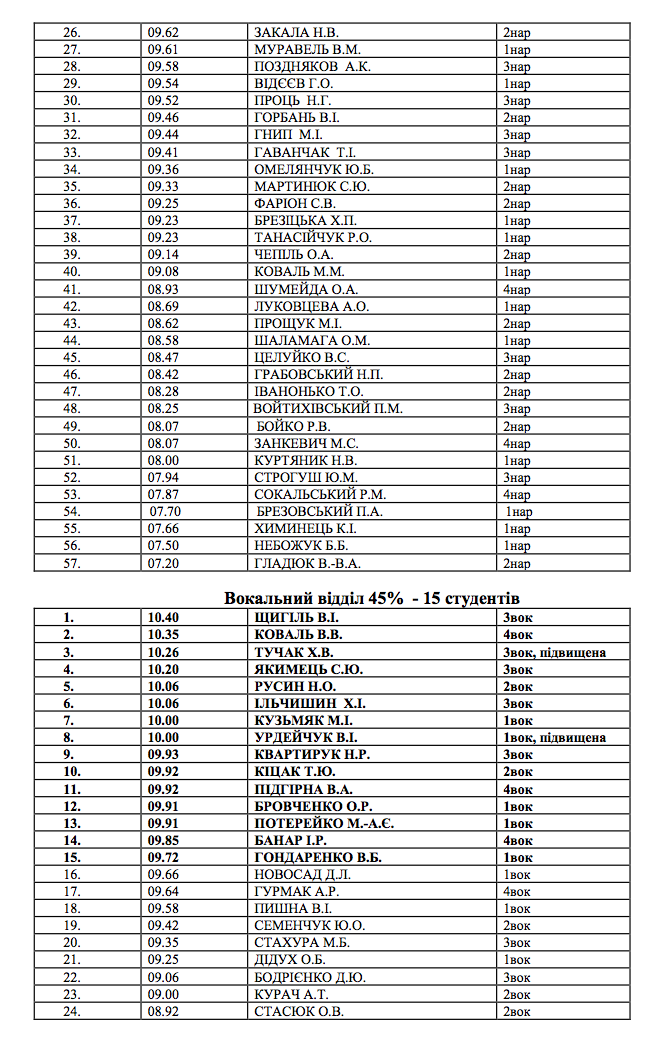 26. 09.62 ЗАКАЛА Н.В. 2нар
27. 09.61 МУРАВЕЛЬ В.М. 1нар
28. 09.58 ПОЗДНЯКОВ А.К. 3нар
29. 09.54 ВІДЄЄВ Г.О. 1нар
30. 09.52 ПРОЦЬ Н.Г. 3нар
31. 09.46 ГОРБАНЬ В.І. 2нар
32. 09.44 ГНИП М.І. 3нар
33. 09.41 ГАВАНЧАК Т.І. 3нар
34. 09.36 ОМЕЛЯНЧУК Ю.Б. 1нар
35. 09.33 МАРТИНЮК С.Ю. 2нар
36. 09.25 ФАРІОН С.В. 2нар
37. 09.23 БРЕЗІЦЬКА Х.П. 1нар
38. 09.23 ТАНАСІЙЧУК Р.О. 1нар
39. 09.14 ЧЕПІЛЬ О.А. 2нар
40. 09.08 КОВАЛЬ М.М. 1нар
41. 08.93 ШУМЕЙДА О.А. 4нар
42. 08.69 ЛУКОВЦЕВА А.О. 1нар
43. 08.62 ПРОЩУК М.І. 2нар
44. 08.58 ШАЛАМАГА О.М. 1нар
45. 08.47 ЦЕЛУЙКО В.С. 3нар
46. 08.42 ГРАБОВСЬКИЙ Н.П. 2нар
47. 08.28 ІВАНОНЬКО Т.О. 2нар
48. 08.25 ВОЙТИХІВСЬКИЙ П.М. 3нар
49. 08.07 БОЙКО Р.В. 2нар
50. 08.07 ЗАНКЕВИЧ М.С. 4нар
51. 08.00 КУРТЯНИК Н.В. 1нар
52. 07.94 СТРОГУШ Ю.М. 3нар
53. 07.87 СОКАЛЬСЬКИЙ Р.М. 4нар
54. 07.70 БРЕЗОВСЬКИЙ П.А. 1нар
55. 07.66 ХИМИНЕЦЬ К.І. 1нар
56. 07.50 НЕБОЖУК Б.Б. 1нар
57. 07.20 ГЛАДЮК В.-В.А. 2нар
Вокальний відділ 45% - 15 студентів
1. 10.40 ЩИГІЛЬ В.І. 3вок
2. 10.35 КОВАЛЬ В.В. 4вок
3. 10.26 ТУЧАК Х.В. 3вок, підвищена
4. 10.20 ЯКИМЕЦЬ С.Ю. 3вок
5. 10.06 РУСИН Н.О. 2вок
6. 10.06 ІЛЬЧИШИН Х.І. 3вок
7. 10.00 КУЗЬМЯК М.І. 1вок
8. 10.00 УРДЕЙЧУК В.І. 1вок, підвищена
9. 09.93 КВАРТИРУК Н.Р. 3вок
10. 09.92 КІЦАК Т.Ю. 2вок
11. 09.92 ПІДГІРНА В.А. 4вок
12. 09.91 БРОВЧЕНКО О.Р. 1вок
13. 09.91 ПОТЕРЕЙКО М.-А.Є. 1вок
14. 09.85 БАНАР І.Р. 4вок
15. 09.72 ГОНДАРЕНКО В.Б. 1вок
16. 09.66 НОВОСАД Д.Л. 1вок
17. 09.64 ГУРМАК А.Р. 4вок
18. 09.58 ПИШНА В.І. 1вок
19. 09.42 СЕМЕНЧУК Ю.О. 2вок
20. 09.35 СТАХУРА М.Б. 3вок
21. 09.25 ДІДУХ О.Б. 1вок
22. 09.06 БОДРІЄНКО Д.Ю. 3вок
23. 09.00 КУРАЧ А.Т. 2вок
24. 08.92 СТАСЮК О.В. 2вок